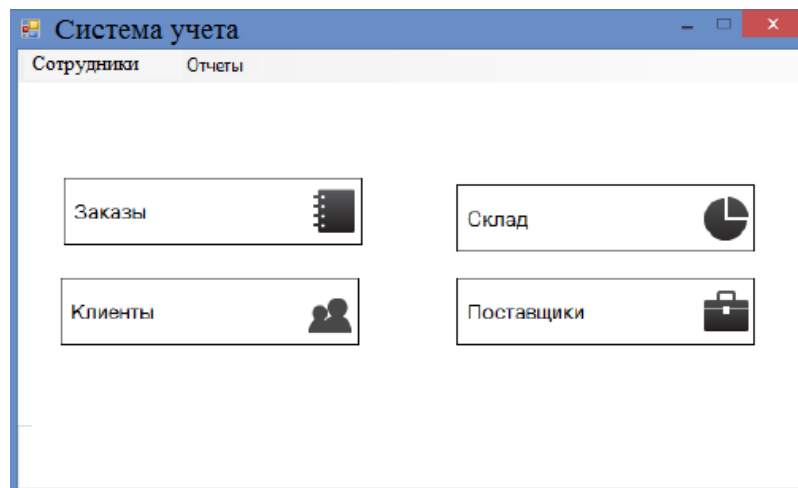 Система учета
Сотрудники Отчеты
Заказы
Склад
Клиенты
Поставщики